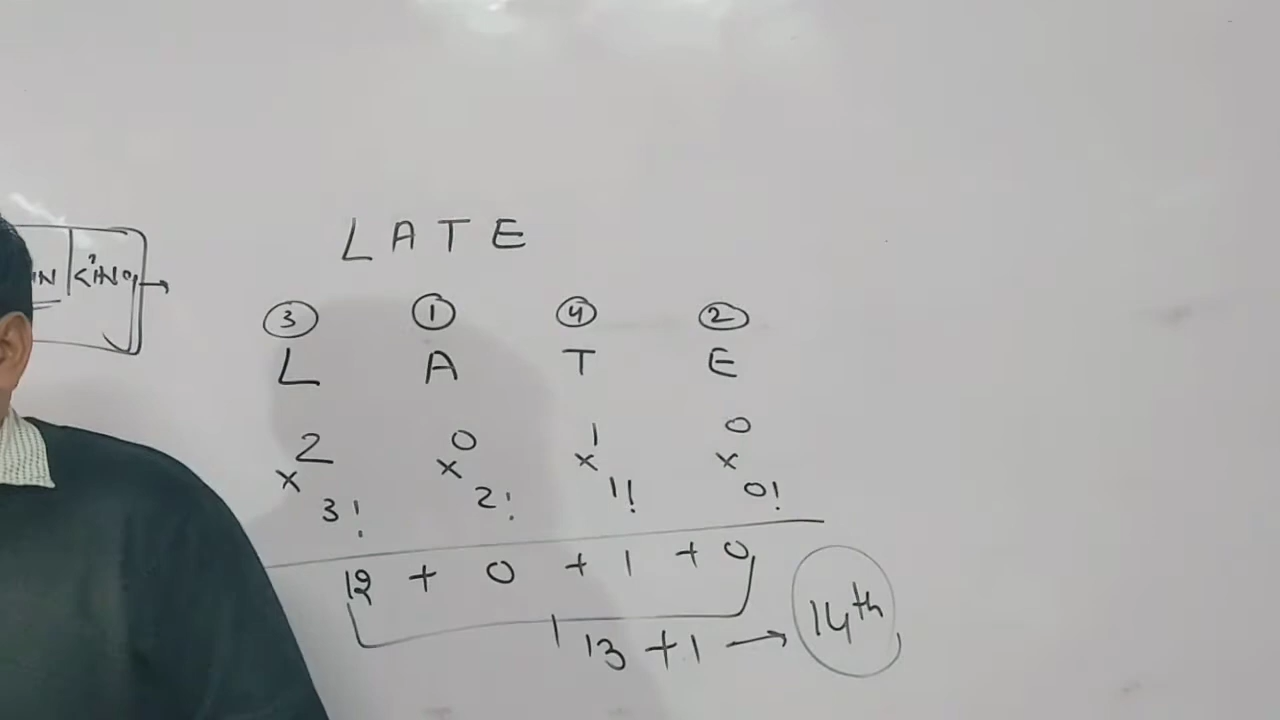 LATE
3 1 4 2
L A T E
2 0 1 0
× × × ×
3! 2! 1! 0!
12 + 0 + 1 + 0
13 + 1 → 14th